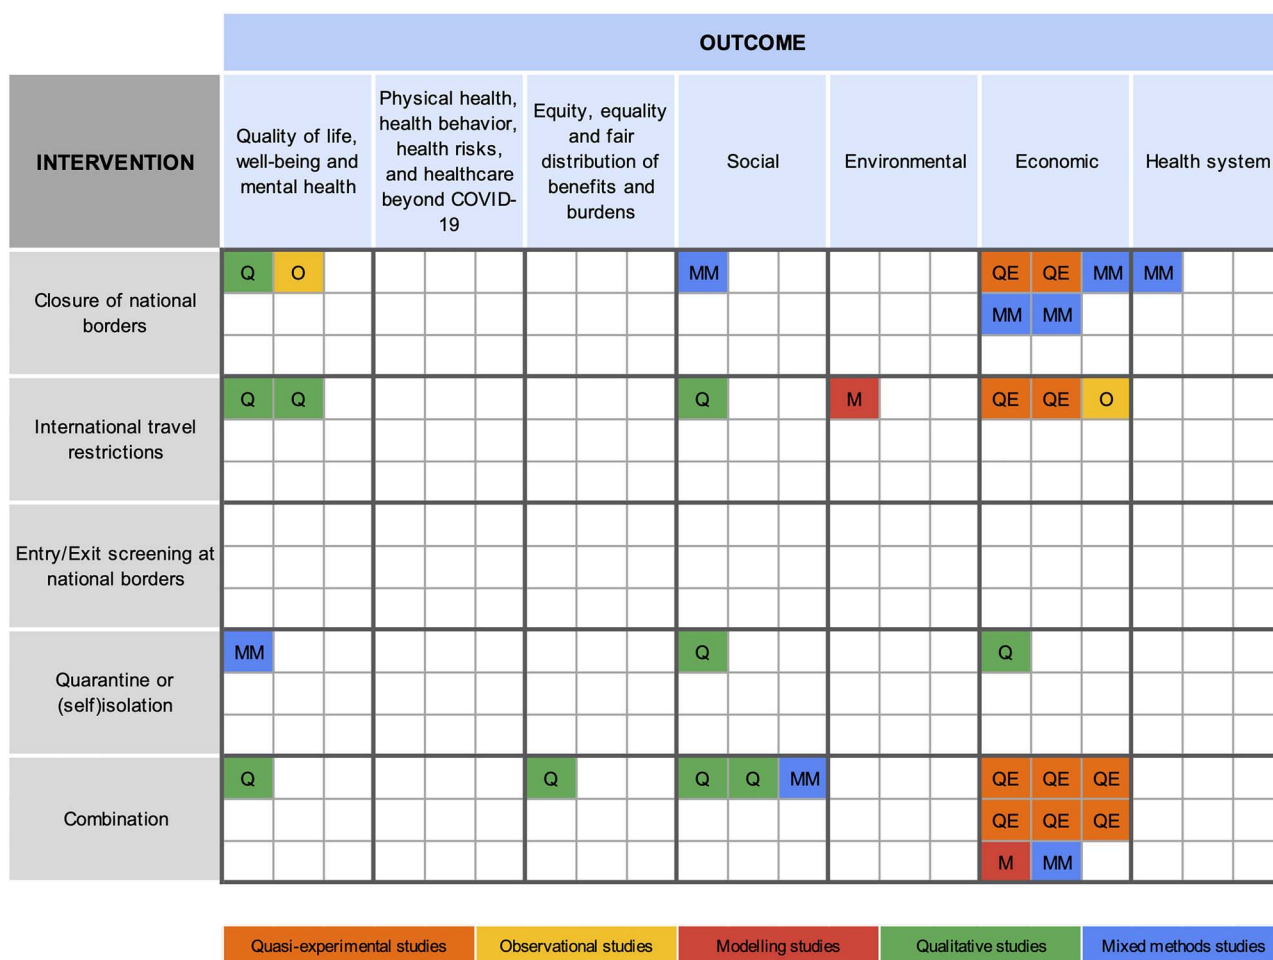 OUTCOME
INTERVENTION
Quality of life,
well-being and
mental health
Physical health,
health behavior,
health risks,
and healthcare
beyond COVID-
19
Equity, equality
and fair
distribution of
benefits and
burdens
Social
Environmental
Economic
Health system
Closure of national
borders
Q O MM QE QE MM MM
MM MM
International travel
restrictions
Q Q Q M QE QE O
Entry/Exit screening at
national borders
Quarantine or
(self)isolation
MM Q Q
Combination
Q Q Q Q MM QE QE QE
QE QE QE
M MM
Quasi-experimental studies
Observational studies
Modelling studies
Qualitative studies
Mixed methods studies